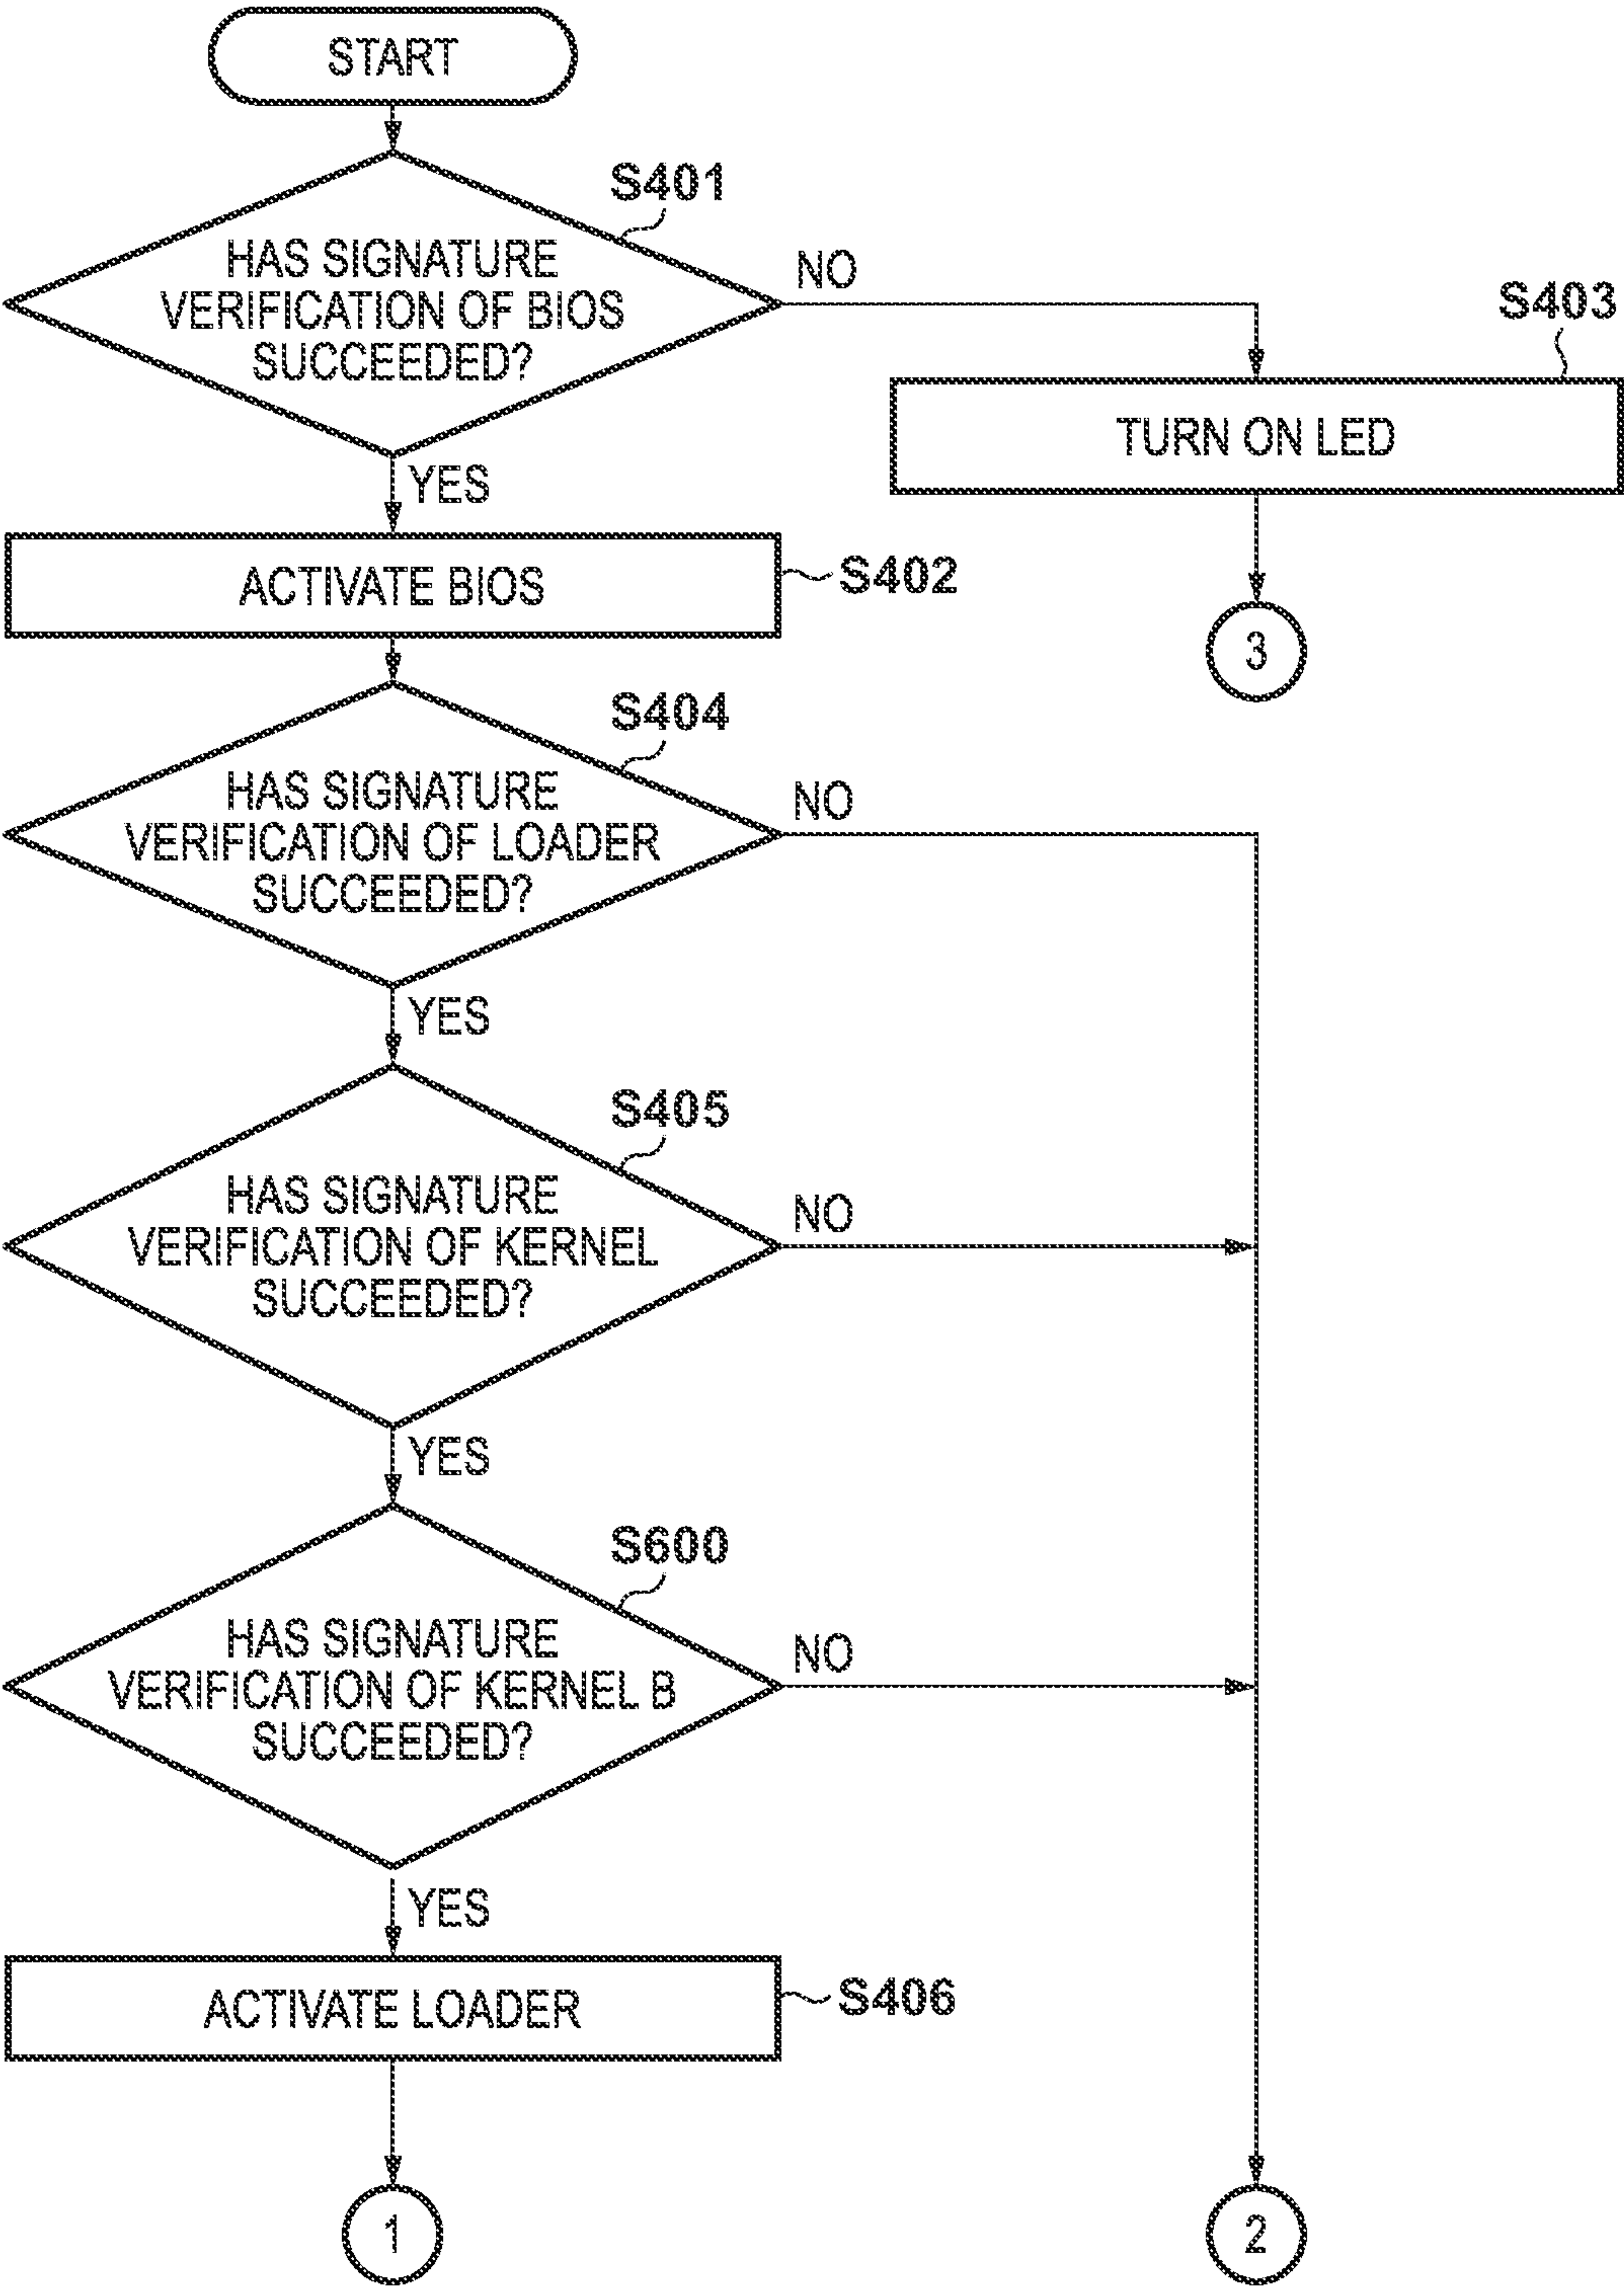 START
S401
HAS SIGNATURE
VERIFICATION OF BIOS
SUCCEEDED?
NO
S403
TURN ON LED
YES
ACTIVATE BIOS
S402
3
S404
HAS SIGNATURE
VERIFICATION OF LOADER
SUCCEEDED?
NO
YES
S405
HAS SIGNATURE
VERIFICATION OF KERNEL
SUCCEEDED?
NO
YES
S600
HAS SIGNATURE
VERIFICATION OF KERNEL B
SUCCEEDED?
NO
YES
ACTIVATE LOADER
S406
1
2